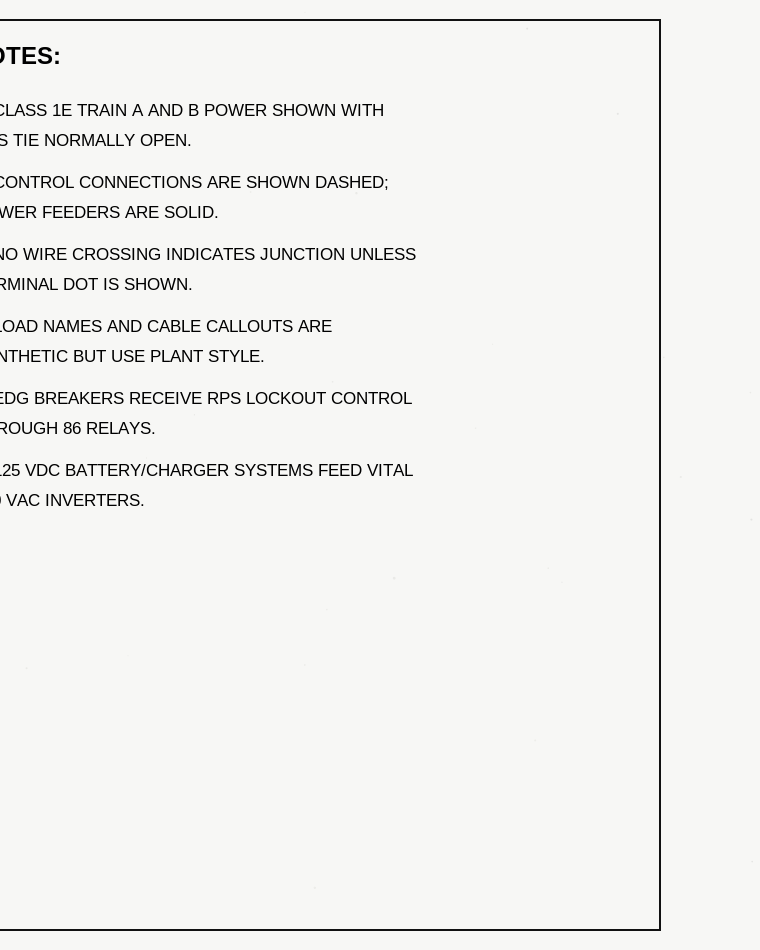 OTES:
CLASS 1E TRAIN A AND B POWER SHOWN WITH
S TIE NORMALLY OPEN.
CONTROL CONNECTIONS ARE SHOWN DASHED;
WER FEEDERS ARE SOLID.
NO WIRE CROSSING INDICATES JUNCTION UNLESS
RMINAL DOT IS SHOWN.
LOAD NAMES AND CABLE CALLOUTS ARE
NTHETIC BUT USE PLANT STYLE.
EDG BREAKERS RECEIVE RPS LOCKOUT CONTROL
ROUGH 86 RELAYS.
125 VDC BATTERY/CHARGER SYSTEMS FEED VITAL
VAC INVERTERS.